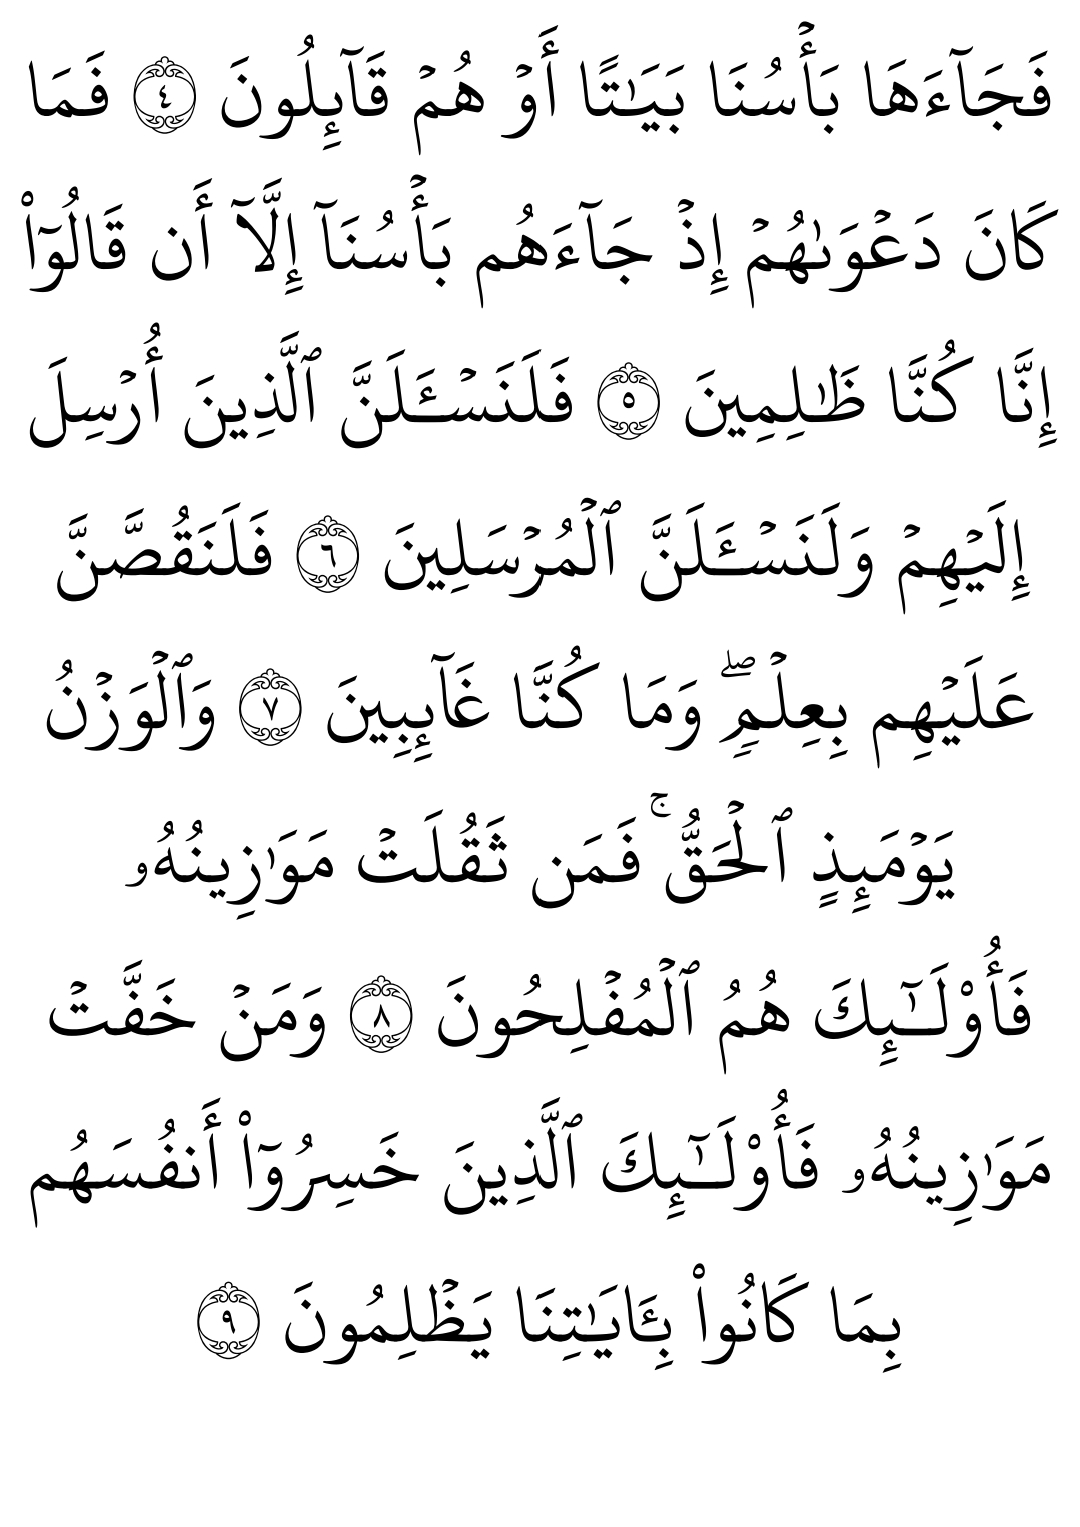 فَجَآءَهَا بَأْسُنَا بَيَـٰتًا أَوْ هُمْ قَآئِلُونَ ٤ فَمَا
كَانَ دَعْوَىٰهُمْ إِذْ جَآءَهُم بَأْسُنَآ إِلَّآ أَن قَالُوٓا۟
إِنَّا كُنَّا ظَـٰلِمِينَ ٥ فَلَنَسْـَٔلَنَّ ٱلَّذِينَ أُرْسِلَ
إِلَيْهِمْ وَلَنَسْـَٔلَنَّ ٱلْمُرْسَلِينَ ٦ فَلَنَقُصَّنَّ
عَلَيْهِم بِعِلْمٍۢ ۖ وَمَا كُنَّا غَآئِبِينَ ٧ وَٱلْوَزْنُ
يَوْمَئِذٍ ٱلْحَقُّ ۚ فَمَن ثَقُلَتْ مَوَٰزِينُهُۥ
فَأُو۟لَـٰٓئِكَ هُمُ ٱلْمُفْلِحُونَ ٨ وَمَنْ خَفَّتْ
مَوَٰزِينُهُۥ فَأُو۟لَـٰٓئِكَ ٱلَّذِينَ خَسِرُوٓا۟ أَنفُسَهُم
بِمَا كَانُوا۟ بِـَٔايَـٰتِنَا يَظْلِمُونَ ٩